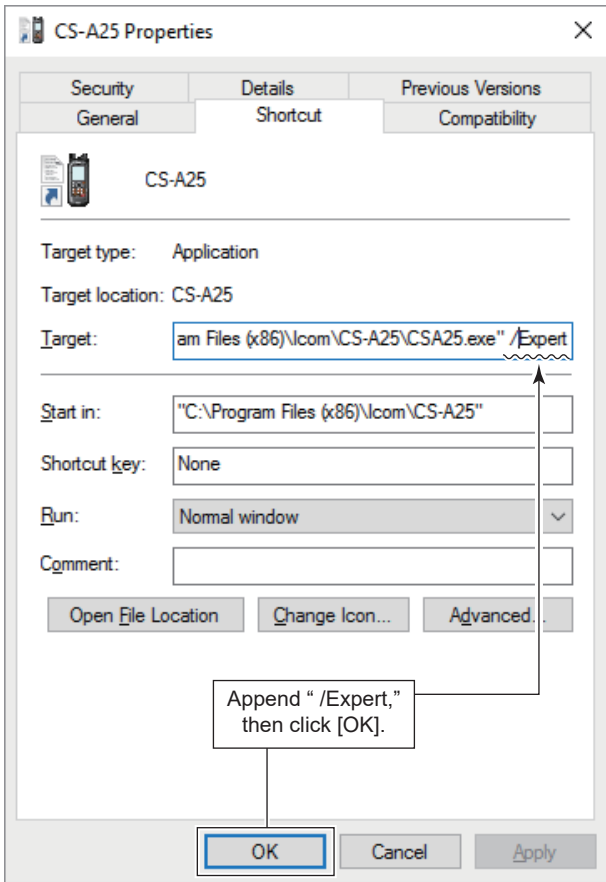 CS-A25 Properties
Security Details Previous Versions
General Shortcut Compatibility
CS-A25
Target type: Application
Target location: CS-A25
Target: am Files (x86)\Icom\CS-A25\CSA25.exe" /Expert
Start in: "C:\Program Files (x86)\Icom\CS-A25"
Shortcut key: None
Run: Normal window
Comment:
Open File Location Change Icon... Advanced...
Append “ /Expert,”
then click [OK].
OK Cancel Apply